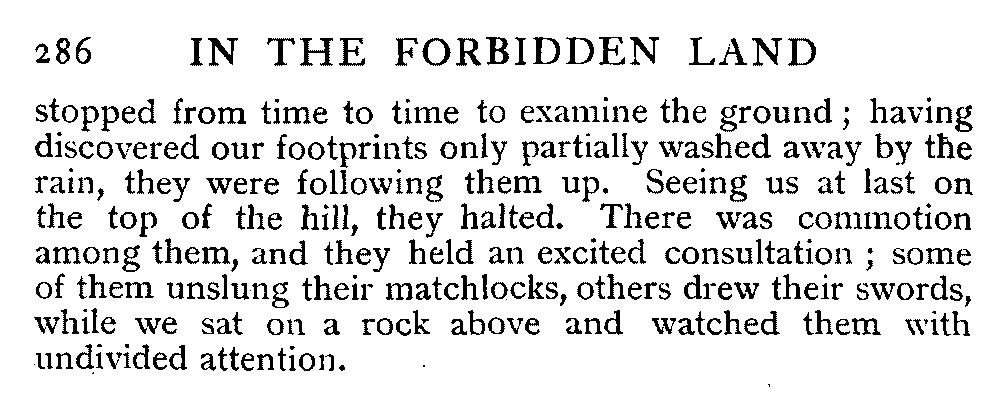 286 IN THE FORBIDDEN LAND
stopped from time to time to examine the ground ; having
discovered our footprints only partially washed away by the
rain, they were following them up. Seeing us at last on
the top of the hill, they halted. There was commotion
among them, and they held an excited consultation ; some
of them unslung their matchlocks, others drew their swords,
while we sat on a rock above and watched them with
undivided attention.